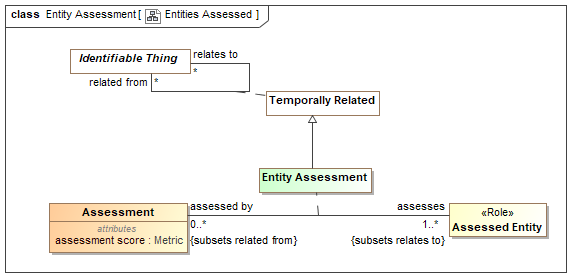 class Entity Assessment [ Entities Assessed ]
Identifiable Thing
relates to
*
related from
*
Temporally Related
Entity Assessment
Assessment
attributes
assessment score : Metric
assessed by
0..*
{subsets related from}
assesses
1..*
{subsets relates to}
«Role»
Assessed Entity